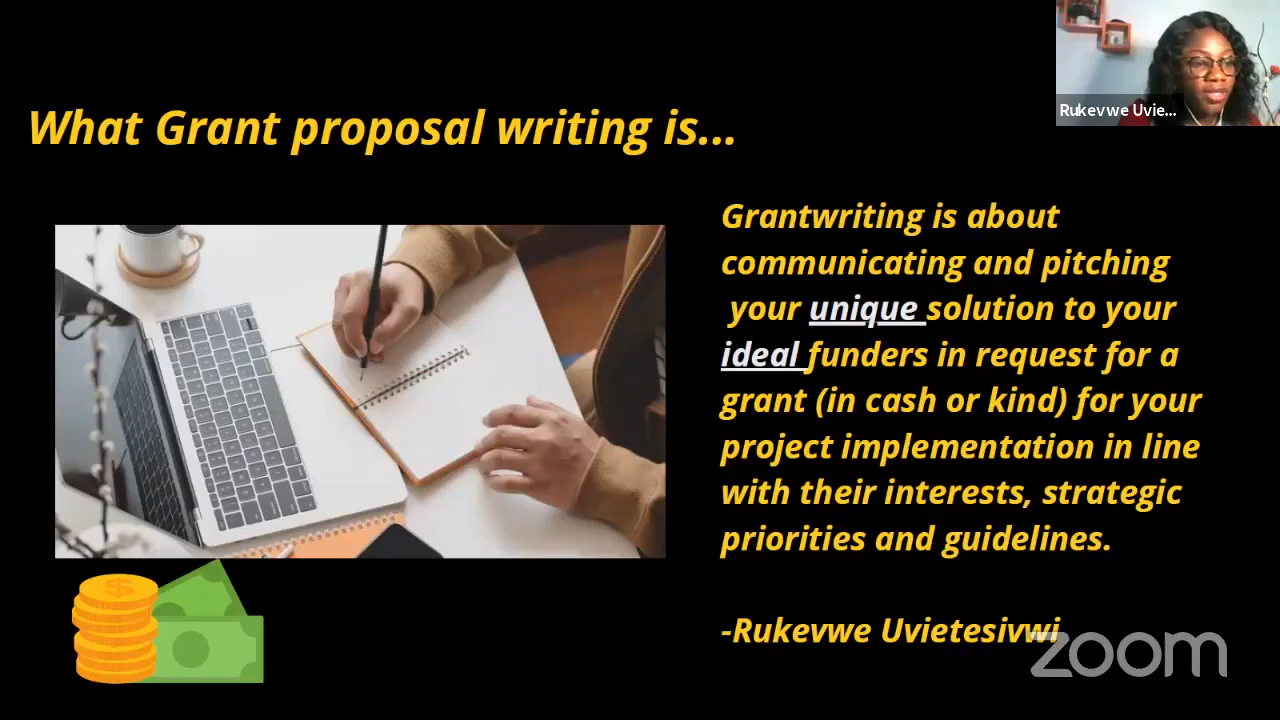 Rukevwe Uvie...
What Grant proposal writing is...
Grantwriting is about
communicating and pitching
your unique solution to your
ideal funders in request for a
grant (in cash or kind) for your
project implementation in line
with their interests, strategic
priorities and guidelines.
-Rukevwe Uvietesivwi
zoom
$